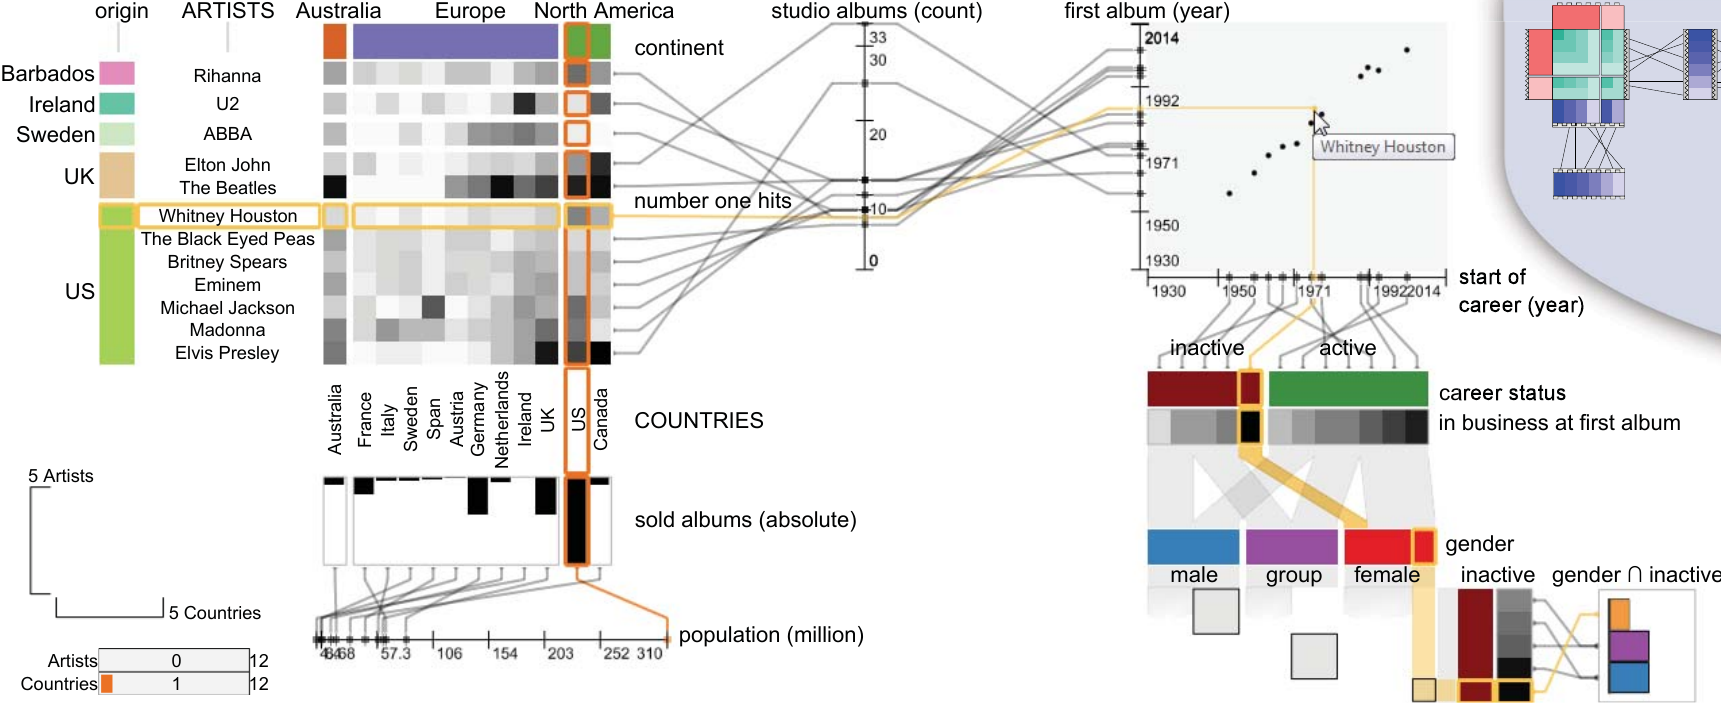 origin ARTISTS Australia Europe North America studio albums (count) first album (year)
continent
Barbados Rihanna
Ireland U2
Sweden ABBA
UK Elton John
The Beatles
number one hits
Whitney Houston
The Black Eyed Peas
US Britney Spears
Eminem
Michael Jackson
Madonna
Elvis Presley
33
30
20
10
0
2014
1992
1971
1950
1930
Whitney Houston
1930 1950 1971 1992 2014
start of
career (year)
inactive active
career status
in business at first album
Australia France Italy Sweden Span Austria Germany Netherlands Ireland UK US Canada
COUNTRIES
5 Artists
5 Countries
sold albums (absolute)
gender
male group female inactive gender ∩ inactive
population (million)
57.3 106 154 203 252 310
Artists 0 12
Countries 1 12